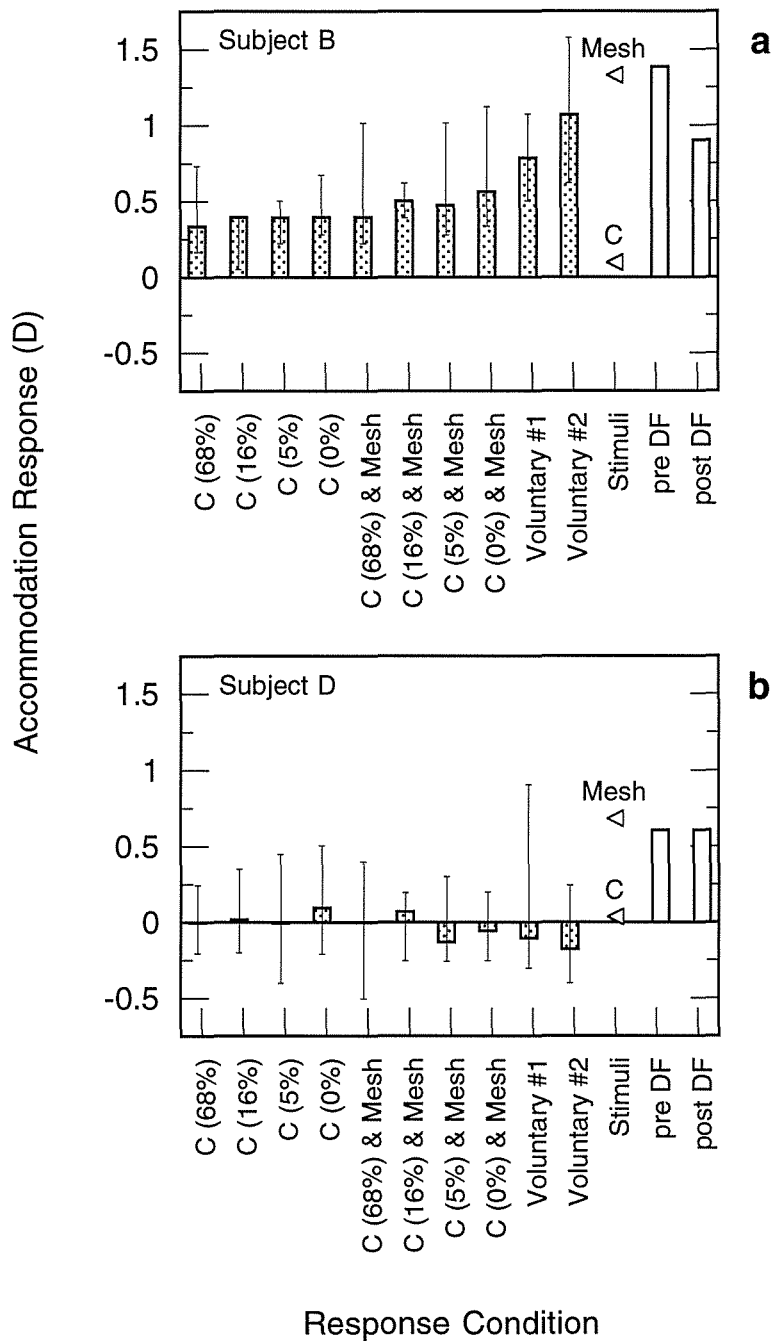 Accommodation Response (D)
Subject B
a
1.5
1
0.5
0
-0.5
Mesh
C
C (68%)
C (16%)
C (5%)
C (0%)
C (68%) & Mesh
C (16%) & Mesh
C (5%) & Mesh
C (0%) & Mesh
Voluntary #1
Voluntary #2
Stimuli
pre DF
post DF
Subject D
b
1.5
1
0.5
0
-0.5
Mesh
C
C (68%)
C (16%)
C (5%)
C (0%)
C (68%) & Mesh
C (16%) & Mesh
C (5%) & Mesh
C (0%) & Mesh
Voluntary #1
Voluntary #2
Stimuli
pre DF
post DF
Response Condition